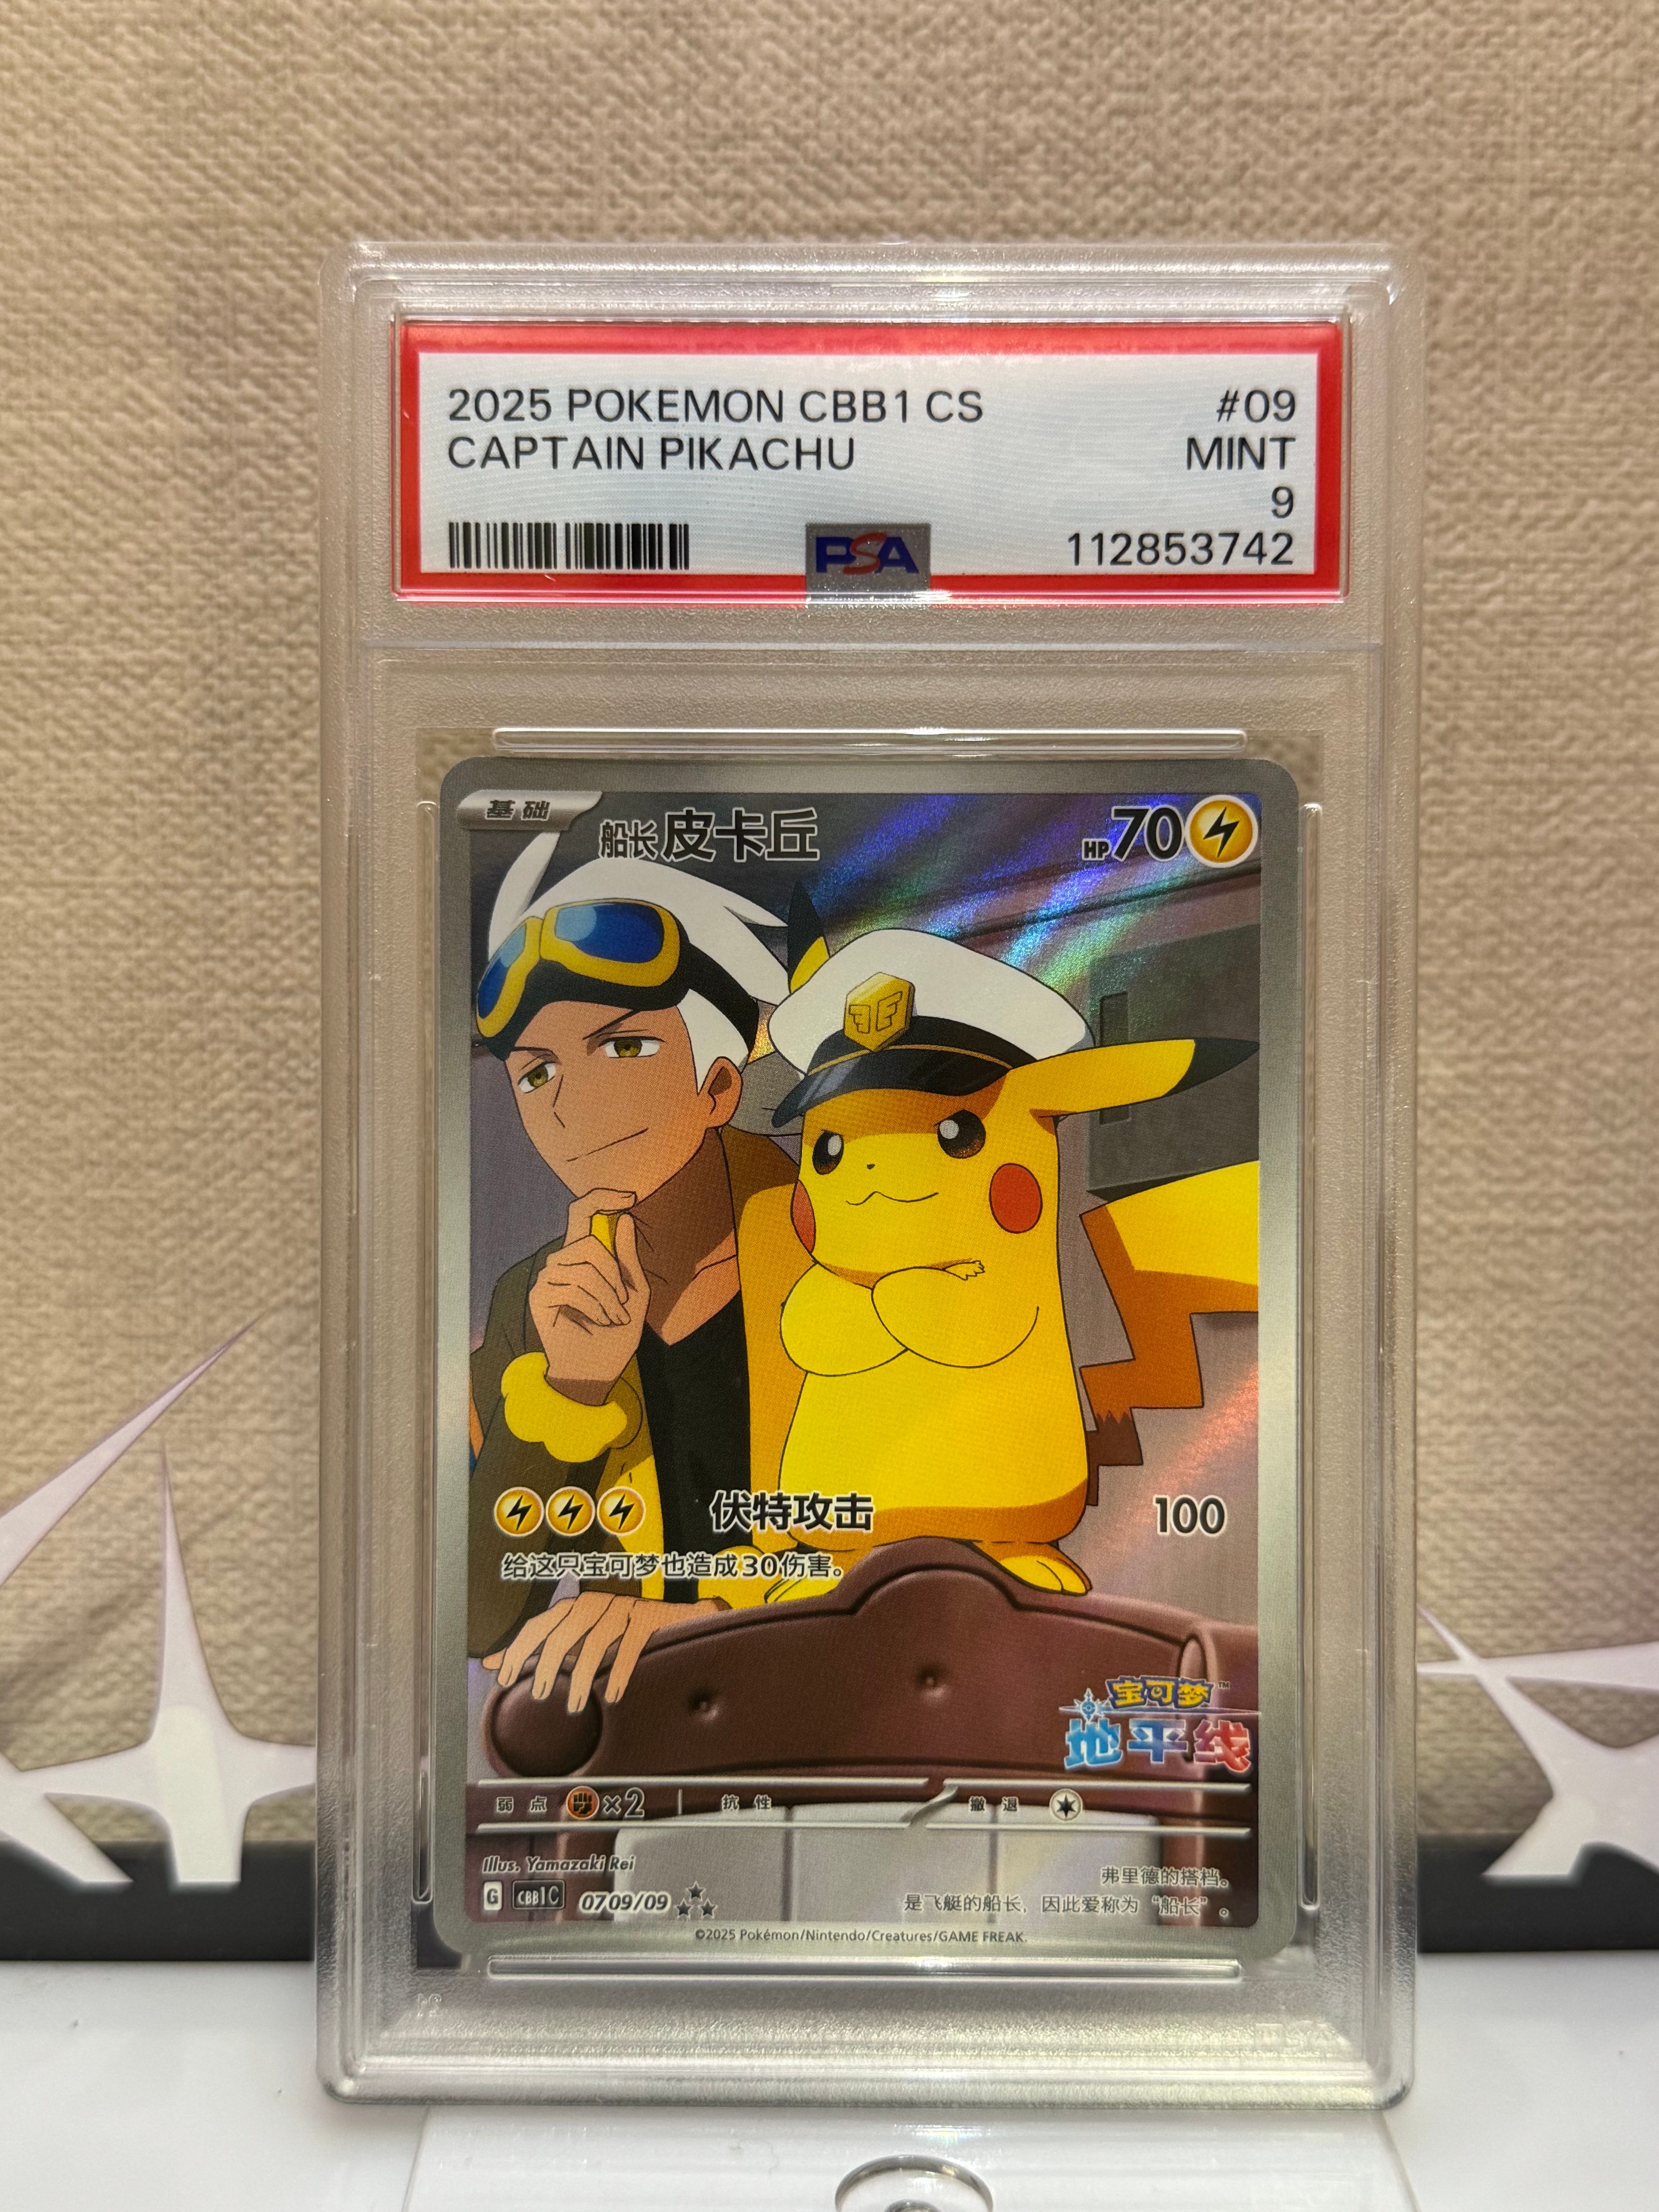 2025 POKEMON CBB1 CS #09
CAPTAIN PIKACHU MINT
9
PSA 112853742
基础
船长皮卡丘 HP70
伏特攻击 100
给这只宝可梦也造成30伤害。
宝可梦™
地平线
弱点 ×2 抗性 撤退
Illus. Yamazaki Rei
弗里德的搭档。
G CBB1C 0709/09
是飞艇的船长，因此爱称为“船长”。
©2025 Pokémon/Nintendo/Creatures/GAME FREAK.